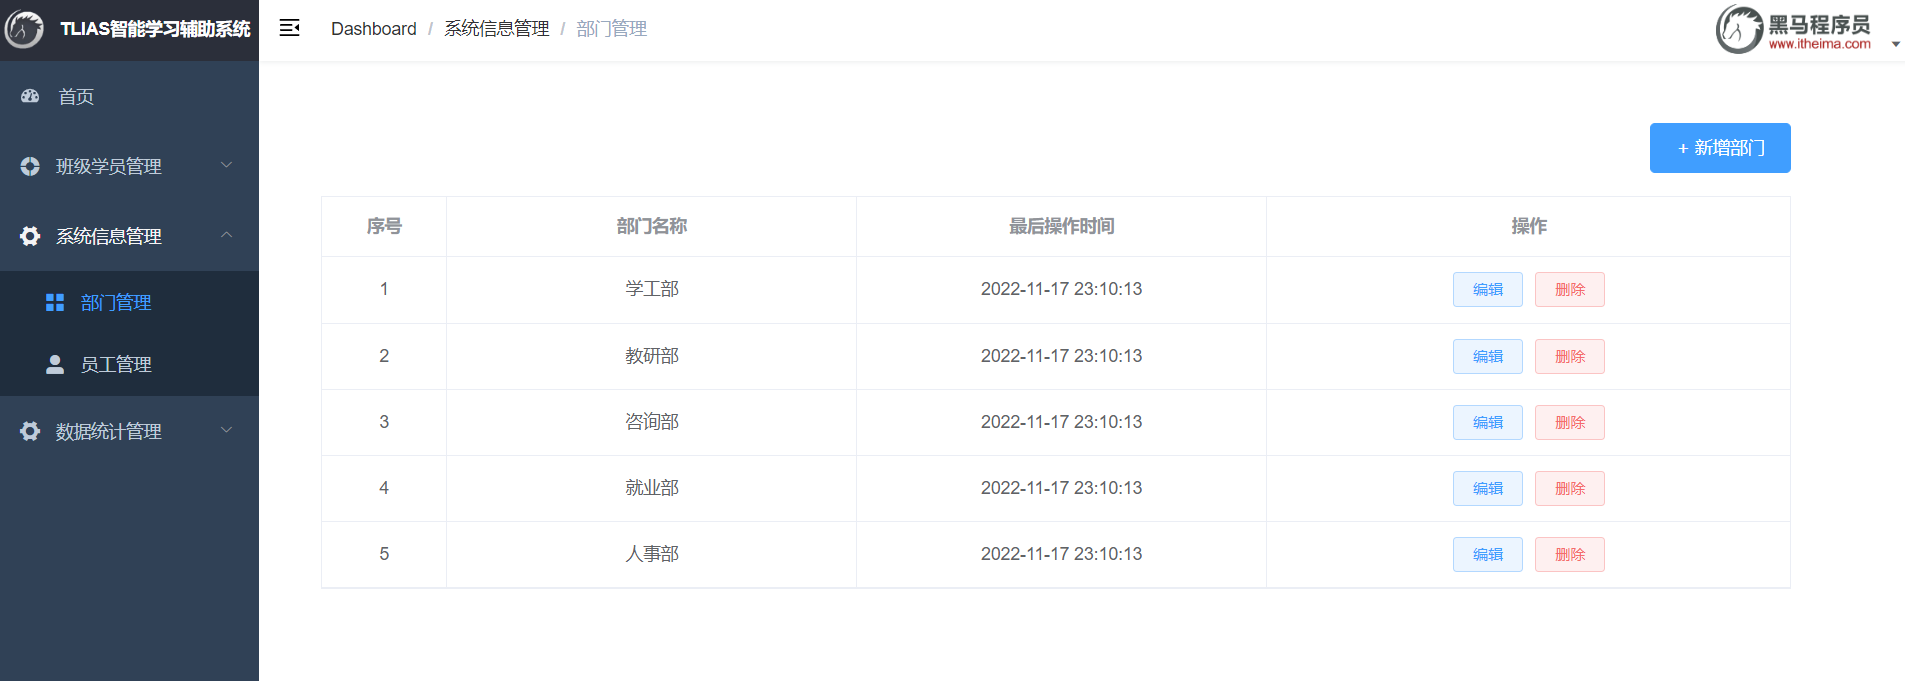 TLIAS智能学习辅助系统
Dashboard / 系统信息管理 / 部门管理
黑马程序员
www.itheima.com
首页
班级学员管理
系统信息管理
部门管理
员工管理
数据统计管理
+ 新增部门
序号 部门名称 最后操作时间 操作
1 学工部 2022-11-17 23:10:13 编辑 删除
2 教研部 2022-11-17 23:10:13 编辑 删除
3 咨询部 2022-11-17 23:10:13 编辑 删除
4 就业部 2022-11-17 23:10:13 编辑 删除
5 人事部 2022-11-17 23:10:13 编辑 删除